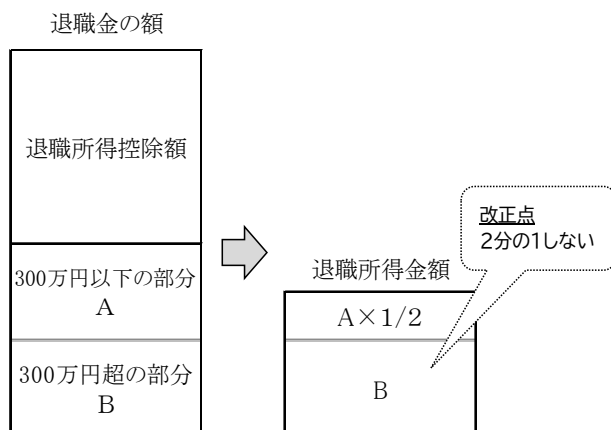 退職金の額
退職所得控除額
300万円以下の部分
A
300万円超の部分
B
退職所得金額
A×1/2
B
改正点
2分の1しない